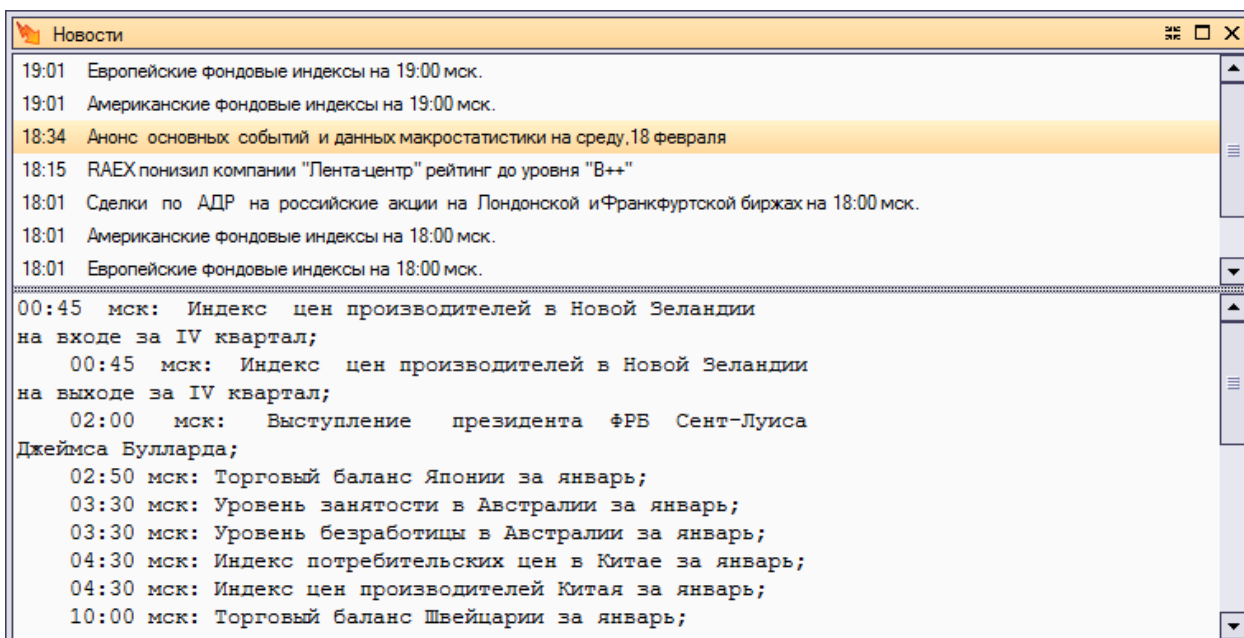 Новости
19:01 Европейские фондовые индексы на 19:00 мск.
19:01 Американские фондовые индексы на 19:00 мск.
18:34 Анонс основных событий и данных макростатистики на среду,18 февраля
18:15 RAEX понизил компании "Лента-центр" рейтинг до уровня "B++"
18:01 Сделки по АДР на российские акции на Лондонской и Франкфуртской биржах на 18:00 мск.
18:01 Американские фондовые индексы на 18:00 мск.
18:01 Европейские фондовые индексы на 18:00 мск.
00:45 мск: Индекс цен производителей в Новой Зеландии
на входе за IV квартал;
00:45 мск: Индекс цен производителей в Новой Зеландии
на выходе за IV квартал;
02:00 мск: Выступление президента ФРБ Сент-Луиса
Джеймса Булларда;
02:50 мск: Торговый баланс Японии за январь;
03:30 мск: Уровень занятости в Австралии за январь;
03:30 мск: Уровень безработицы в Австралии за январь;
04:30 мск: Индекс потребительских цен в Китае за январь;
04:30 мск: Индекс цен производителей Китая за январь;
10:00 мск: Торговый баланс Швейцарии за январь;